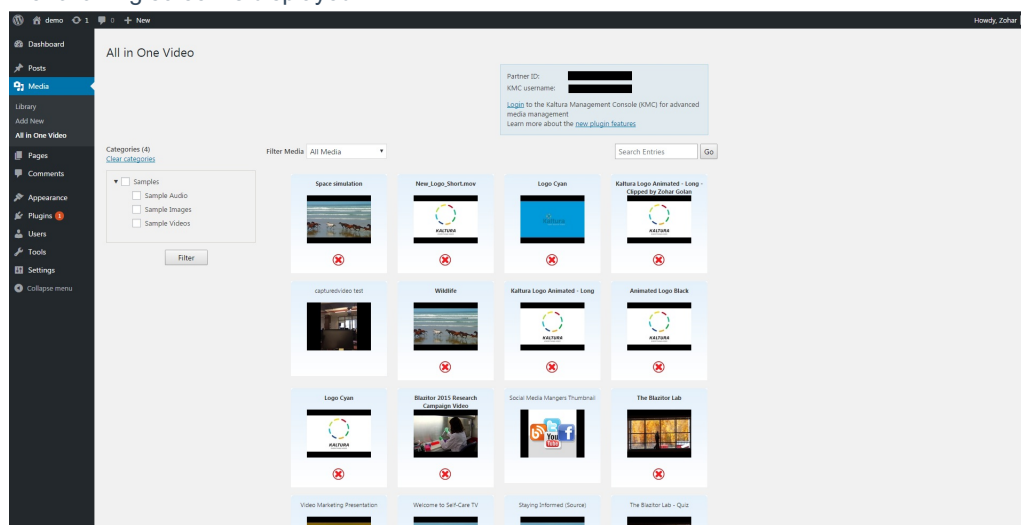 demo 1 0 + New Howdy, Zohar
Dashboard
Posts
Media
Library
Add New
All in One Video
Pages
Comments
Appearance
Plugins 1
Users
Tools
Settings
Collapse menu
All in One Video
Partner ID:
KMC username:
Login to the Kaltura Management Console (KMC) for advanced
media management
Learn more about the new plugin features
Categories (4)
Clear categories
Filter Media All Media
Search Entries Go
Samples
Sample Audio
Sample Images
Sample Videos
Filter
Space simulation
New_Logo_Short.mov
Logo Cyan
Kaltura Logo Animated - Long -
Clipped by Zohar Golan
KALTURA
Kaltura
KALTURA
capturedvideo test
Wildlife
Kaltura Logo Animated - Long
Animated Logo Black
KALTURA
KALTURA
Logo Cyan
Blazitor 2015 Research
Campaign Video
Social Media Mangers Thumbnail
The Blazitor Lab
KALTURA
You
Tube
Video Marketing Presentation
Welcome to Self-Care TV
Staying Informed (Source)
The Blazitor Lab - Quiz